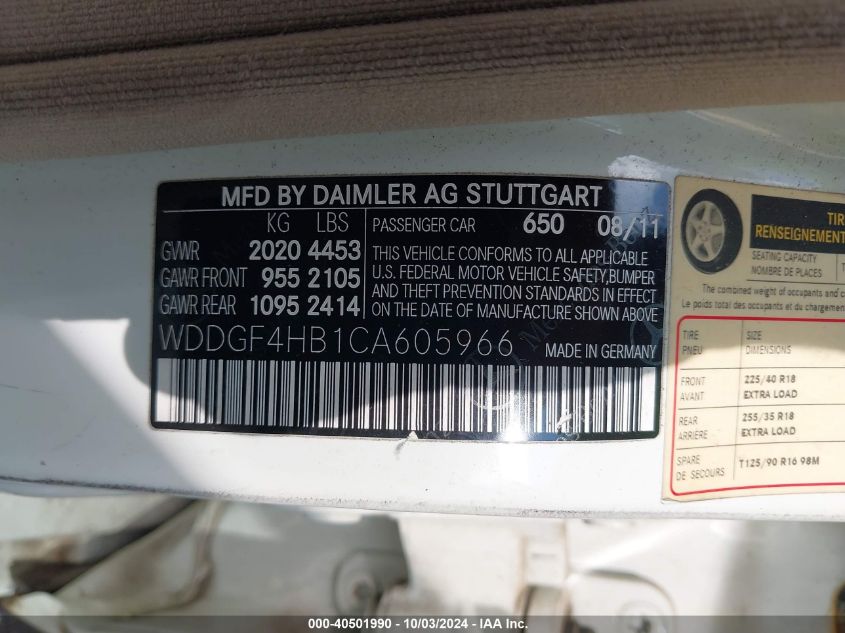 MFD BY DAIMLER AG STUTTGART
KG LBS
GVWR 2020 4453
GAWR FRONT 955 2105
GAWR REAR 1095 2414
PASSENGER CAR 650 08/11
THIS VEHICLE CONFORMS TO ALL APPLICABLE
U.S. FEDERAL MOTOR VEHICLE SAFETY,BUMPER
AND THEFT PREVENTION STANDARDS IN EFFECT
ON THE DATE OF MANUFACTURE SHOWN ABOVE
WDDGF4HB1CA605966 MADE IN GERMANY
RENSEIGNEMENT
SEATING CAPACITY
NOMBRE DE PLACES
The combined weight of occupants and
Le poids total des occupants et du
TIRE SIZE
PNEU DIMENSIONS
FRONT 225/40 R18
AVANT EXTRA LOAD
REAR 255/35 R18
ARRIÈRE EXTRA LOAD
SPARE T125/90 R16 98M
DE SECOURS
000-40501990 - 10/03/2024 - IAA Inc.